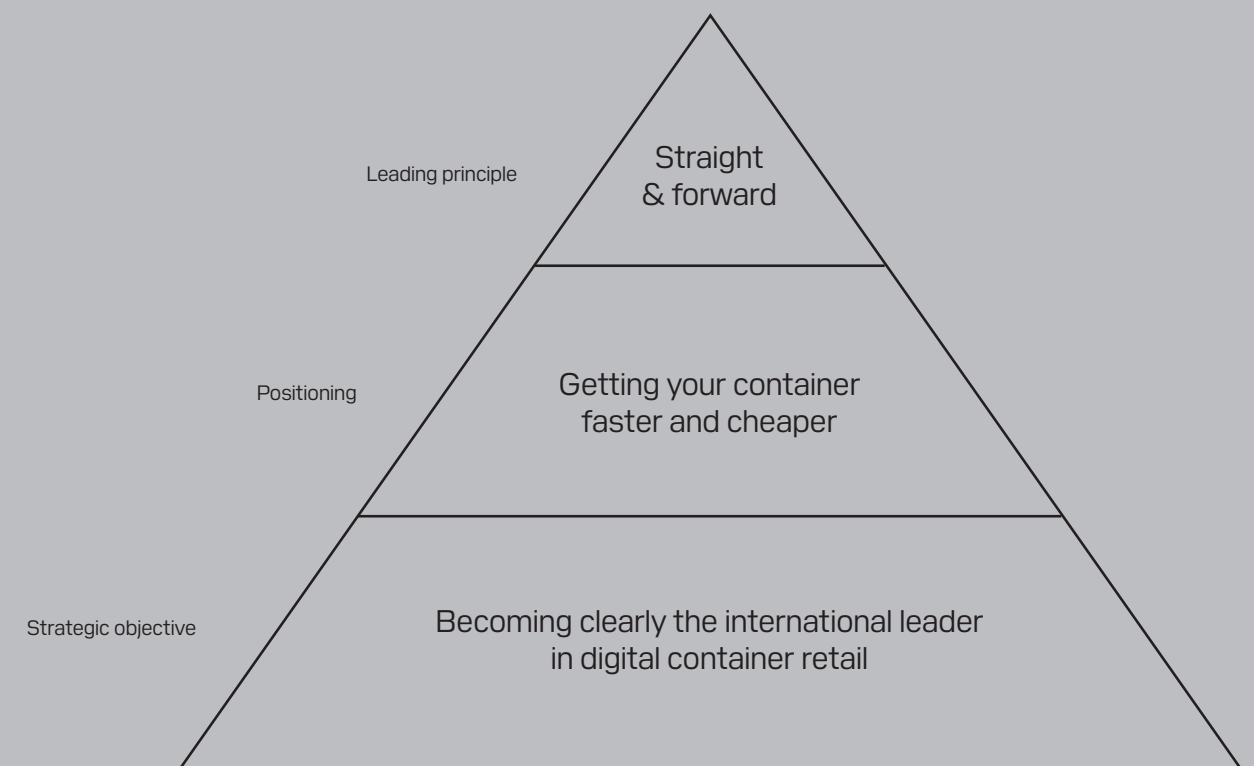 Leading principle
Straight
& forward
Positioning
Getting your container
faster and cheaper
Strategic objective
Becoming clearly the international leader
in digital container retail